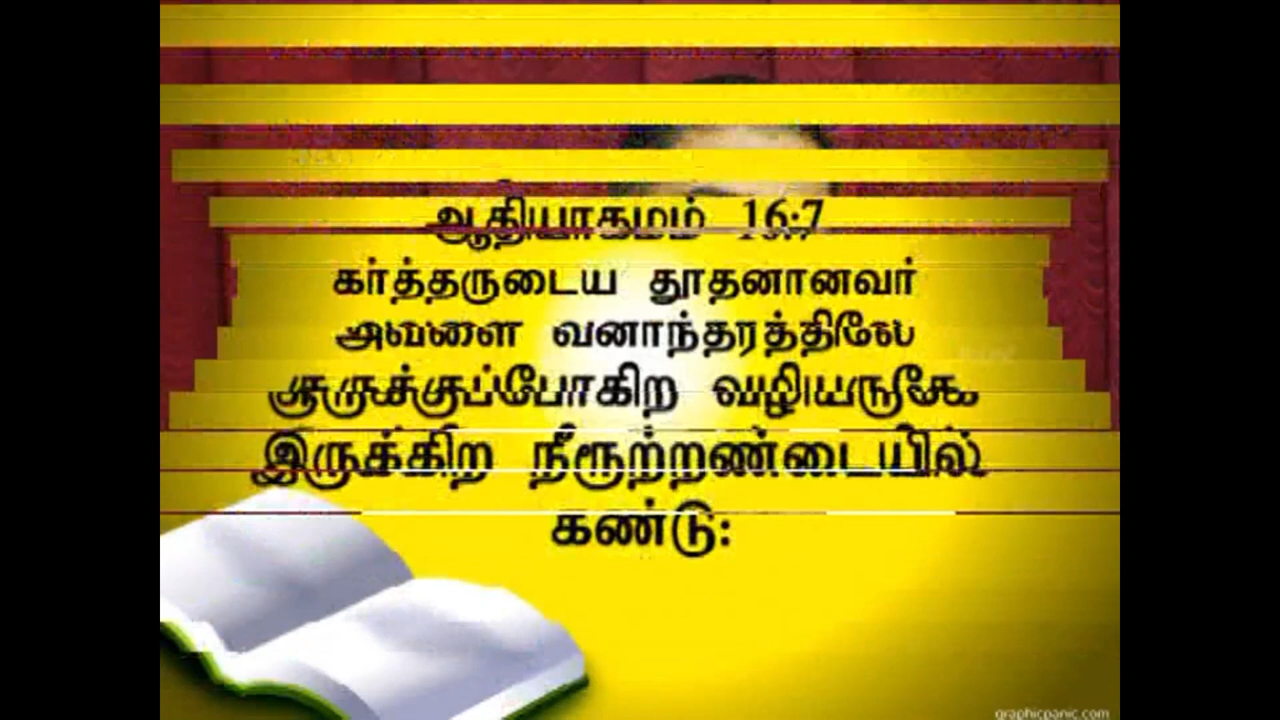 ஆதியாகமம் 16:7
கர்த்தருடைய தூதனானவர்
அவளை வனாந்தரத்திலே
சூருக்குப்போகிற வழியருகே
இருக்கிற நீரூற்றண்டையில்
கண்டு:
graphicpanic.com